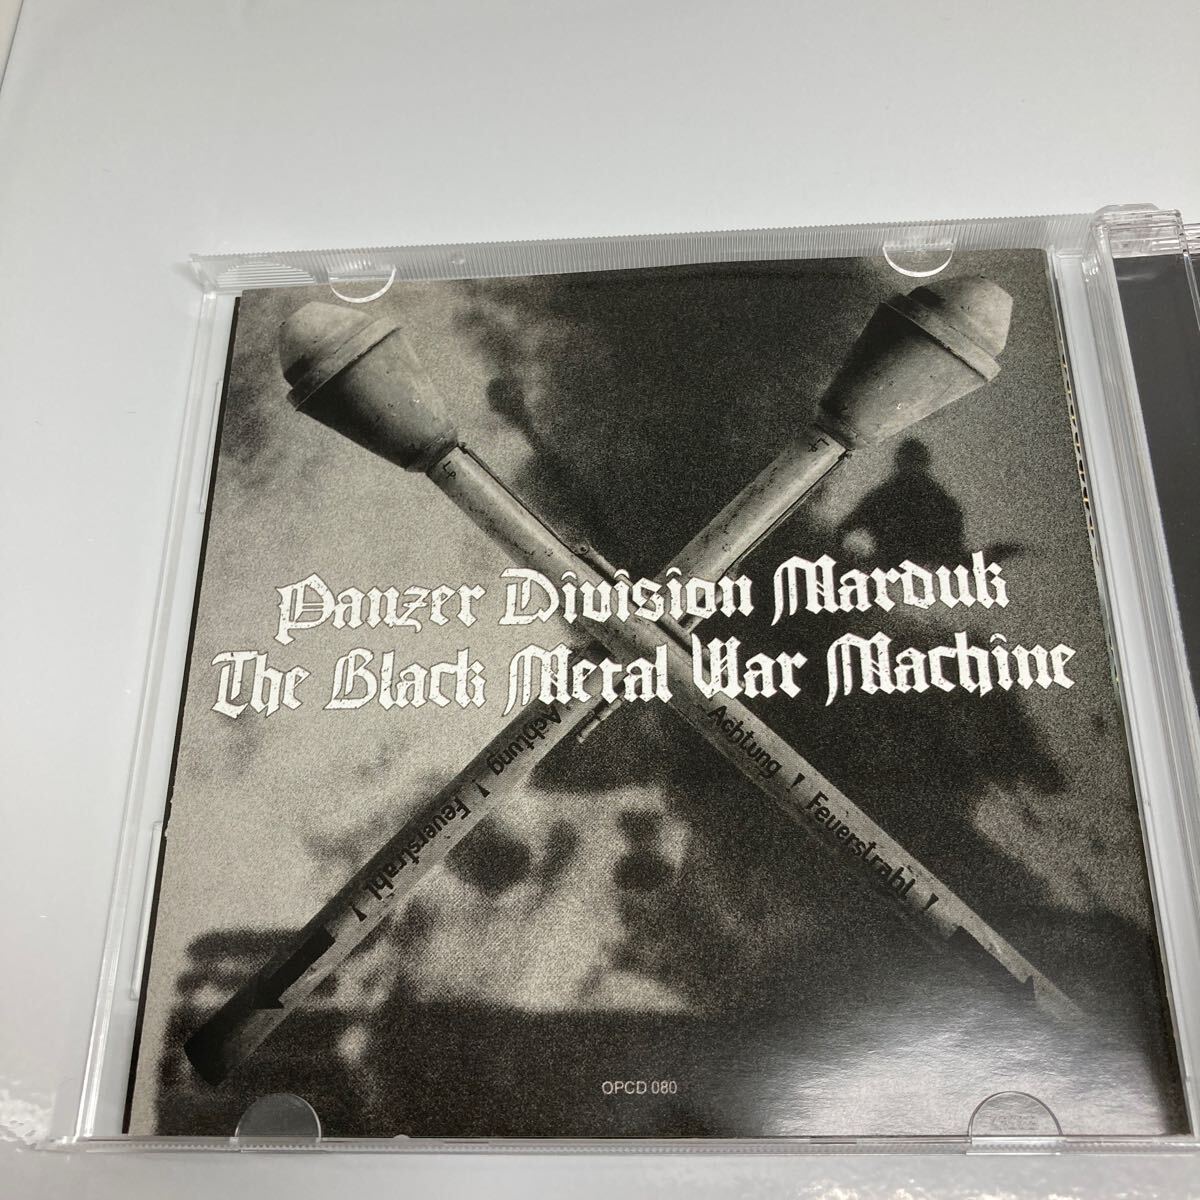 Panzer Division Marduk
The Black Metal War Machine
Achtung ! Feuerstrahl !
Achtung ! Feuerstrahl !
OPCD 080